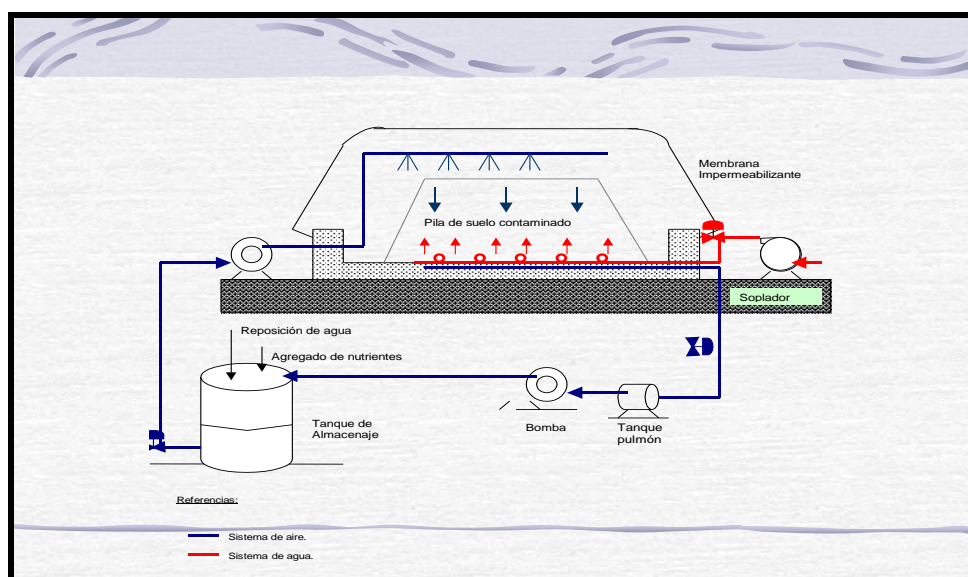 Membrana
Impermeabilizante
Pila de suelo contaminado
Soplador
Reposición de agua
Agregado de nutrientes
Tanque de
Almacenaje
Bomba
Tanque
pulmón
Referencias:
Sistema de aire.
Sistema de agua.